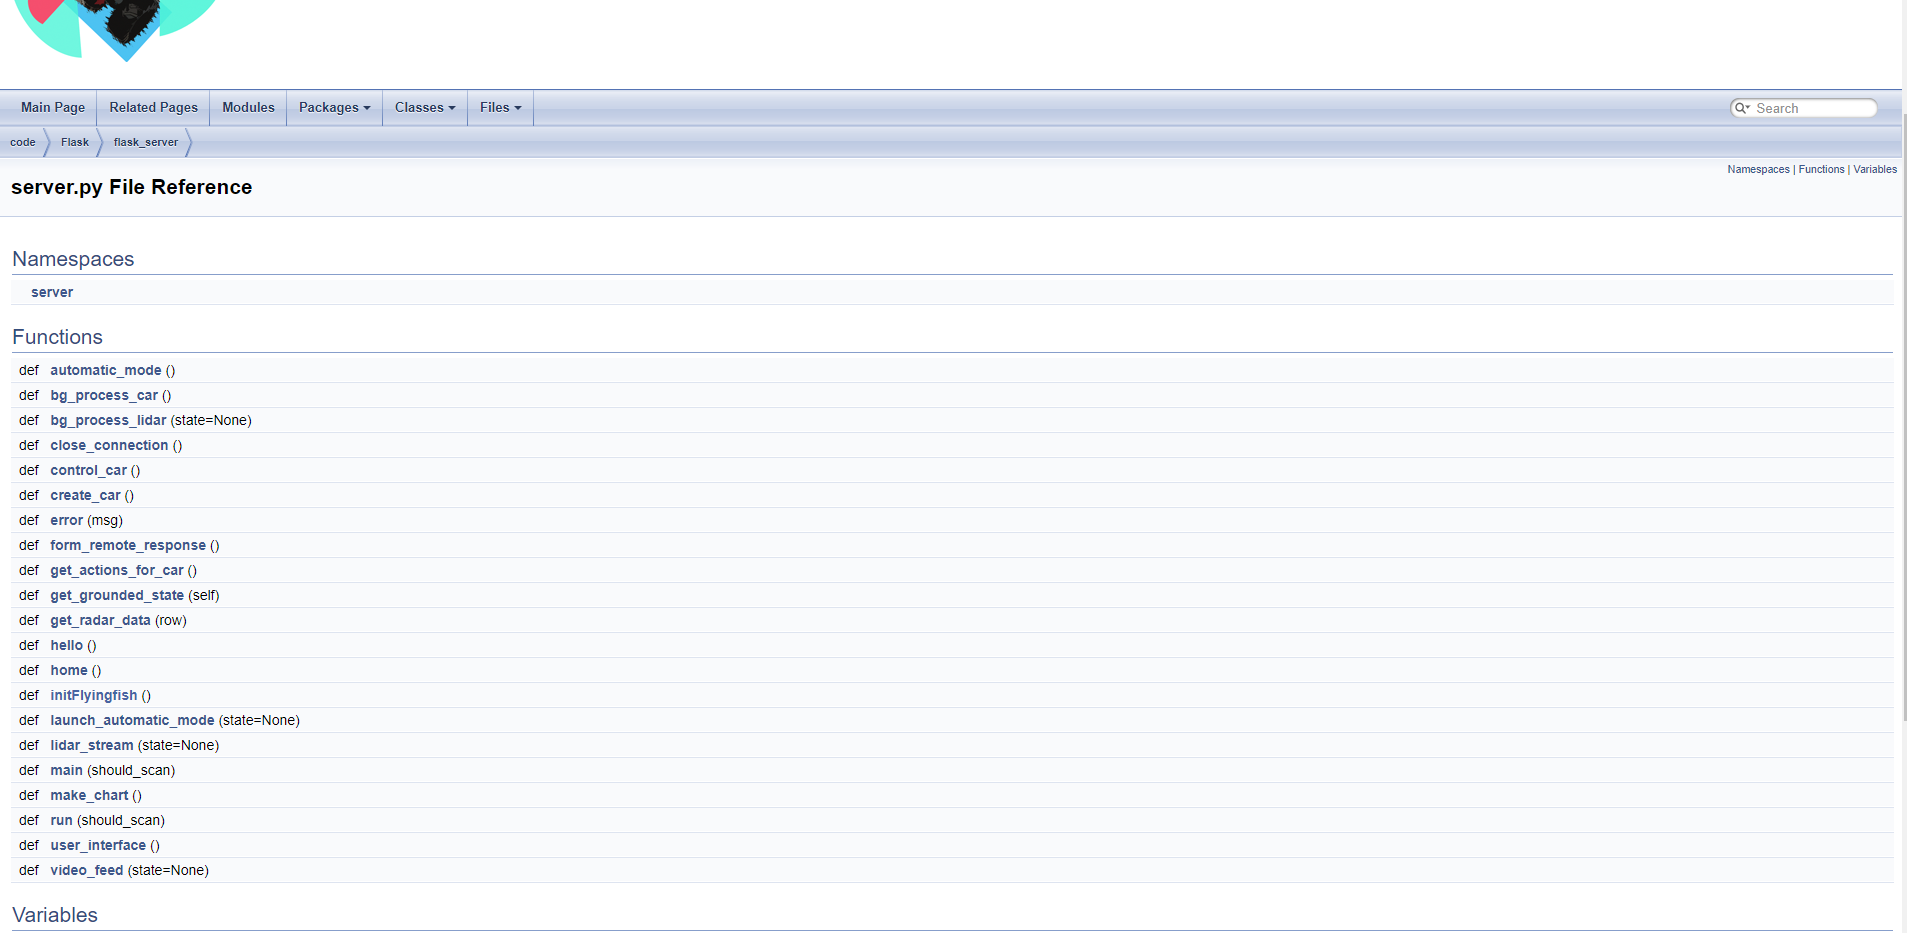 Main Page Related Pages Modules Packages Classes Files Search
code Flask flask_server
Namespaces | Functions | Variables
server.py File Reference
Namespaces
server
Functions
def automatic_mode ()
def bg_process_car ()
def bg_process_lidar (state=None)
def close_connection ()
def control_car ()
def create_car ()
def error (msg)
def form_remote_response ()
def get_actions_for_car ()
def get_grounded_state (self)
def get_radar_data (row)
def hello ()
def home ()
def initFlyingfish ()
def launch_automatic_mode (state=None)
def lidar_stream (state=None)
def main (should_scan)
def make_chart ()
def run (should_scan)
def user_interface ()
def video_feed (state=None)
Variables